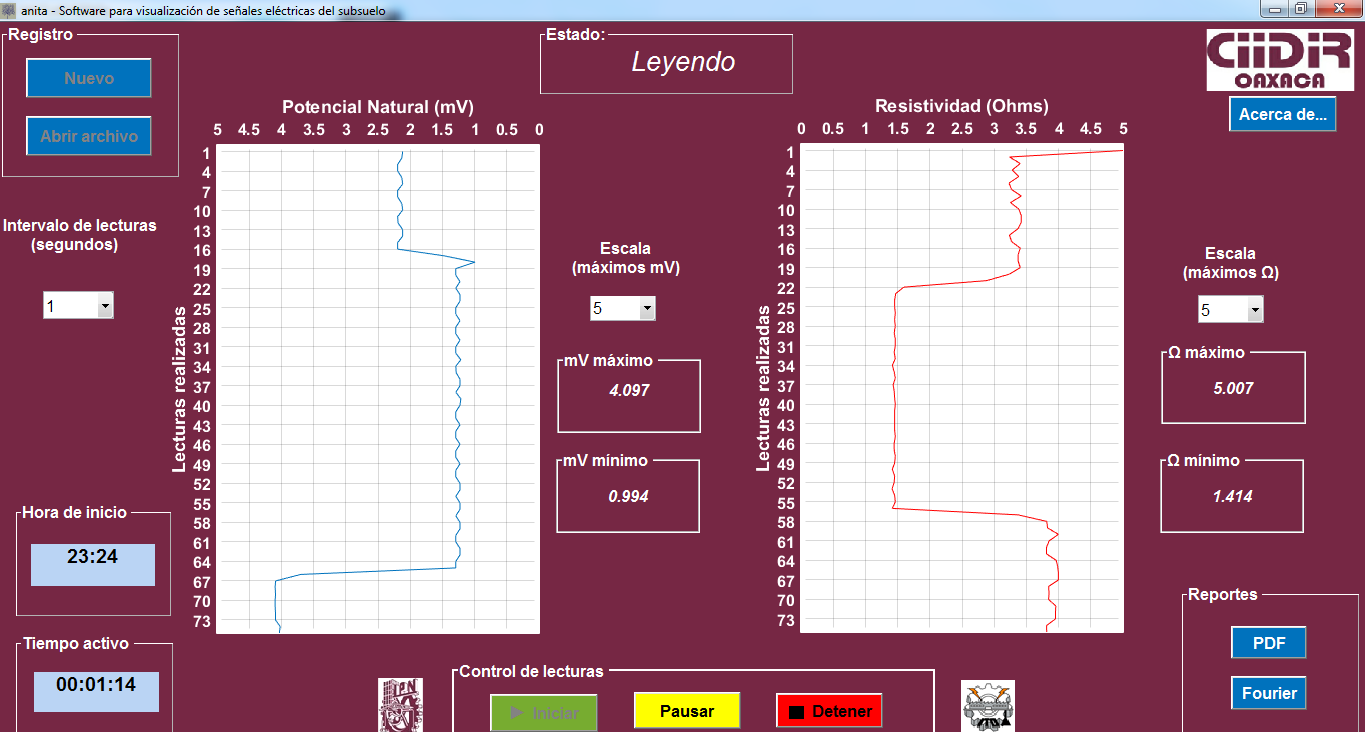 anita - Software para visualización de señales eléctricas del subsuelo
Registro
Nuevo
Abrir archivo
Estado:
Leyendo
CIIDIR
OAXACA
Acerca de...
Intervalo de lecturas
(segundos)
1
Potencial Natural (mV)
5 4.5 4 3.5 3 2.5 2 1.5 1 0.5 0
Lecturas realizadas
1
4
7
10
13
16
19
22
25
28
31
34
37
40
43
46
49
52
55
58
61
64
67
70
73
Escala
(máximos mV)
5
mV máximo
4.097
mV mínimo
0.994
Resistividad (Ohms)
0 0.5 1 1.5 2 2.5 3 3.5 4 4.5 5
Lecturas realizadas
1
4
7
10
13
16
19
22
25
28
31
34
37
40
43
46
49
52
55
58
61
64
67
70
73
Escala
(máximos Ω)
5
Ω máximo
5.007
Ω mínimo
1.414
Hora de inicio
23:24
Tiempo activo
00:01:14
Control de lecturas
Iniciar
Pausar
Detener
Reportes
PDF
Fourier